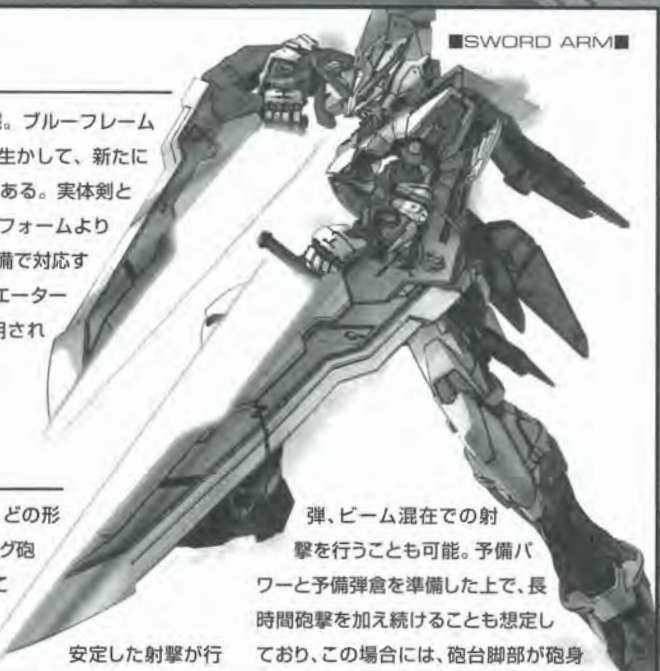 ■SWORD ARM■
。ブルーフレーム
生かして、新たに
ある。実体剣と
フォームより
備で対応す
エーター
用され
どの形
グ砲
安定した射撃が行
弾、ビーム混在での射
撃を行うことも可能。予備パ
ワーと予備弾倉を準備した上で、長
時間砲撃を加え続けることも想定し
ており、この場合には、砲台脚部が砲身